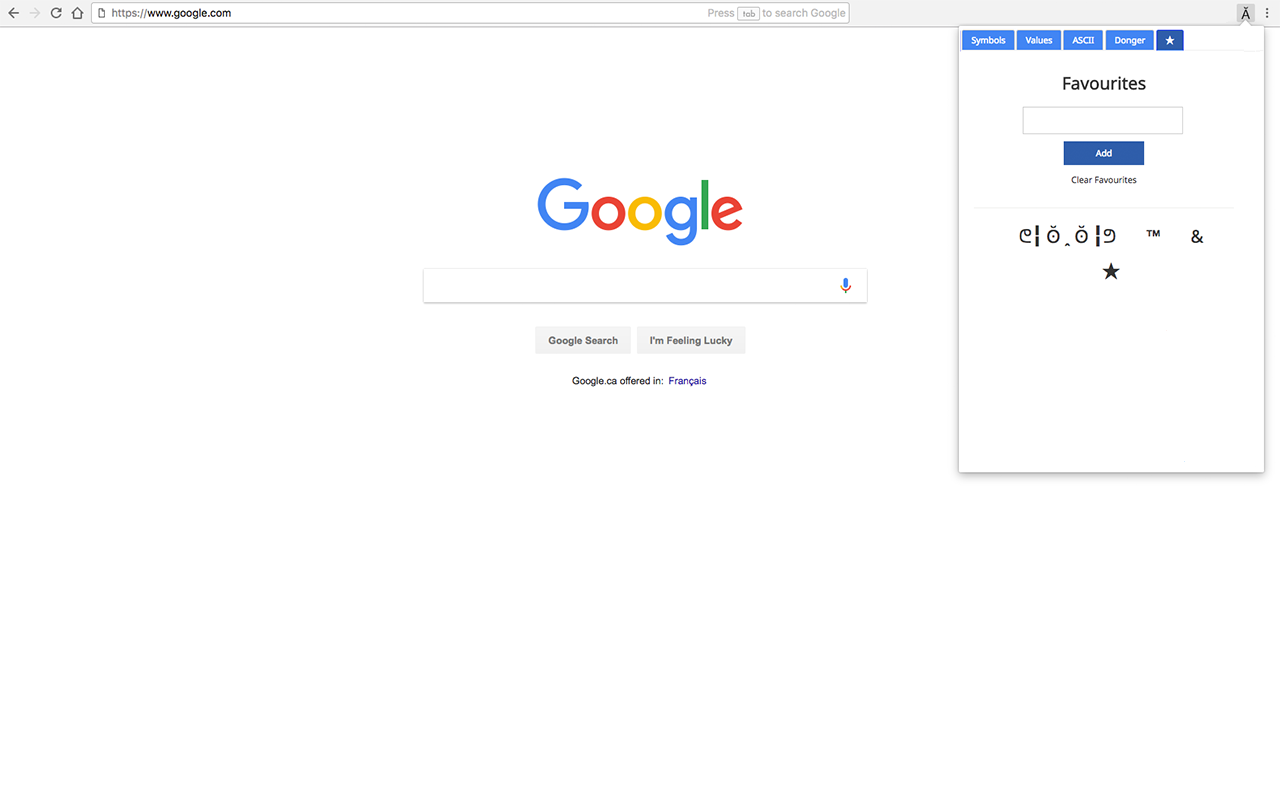 https://www.google.com Press tab to search Google Ă
Symbols Values ASCII Donger ★
Favourites
Add
Clear Favourites
ᘓ╏ ŏ̇ ‸ ŏ̇ ╏ᘐ ™ &
★
Google
Google Search I'm Feeling Lucky
Google.ca offered in: Français